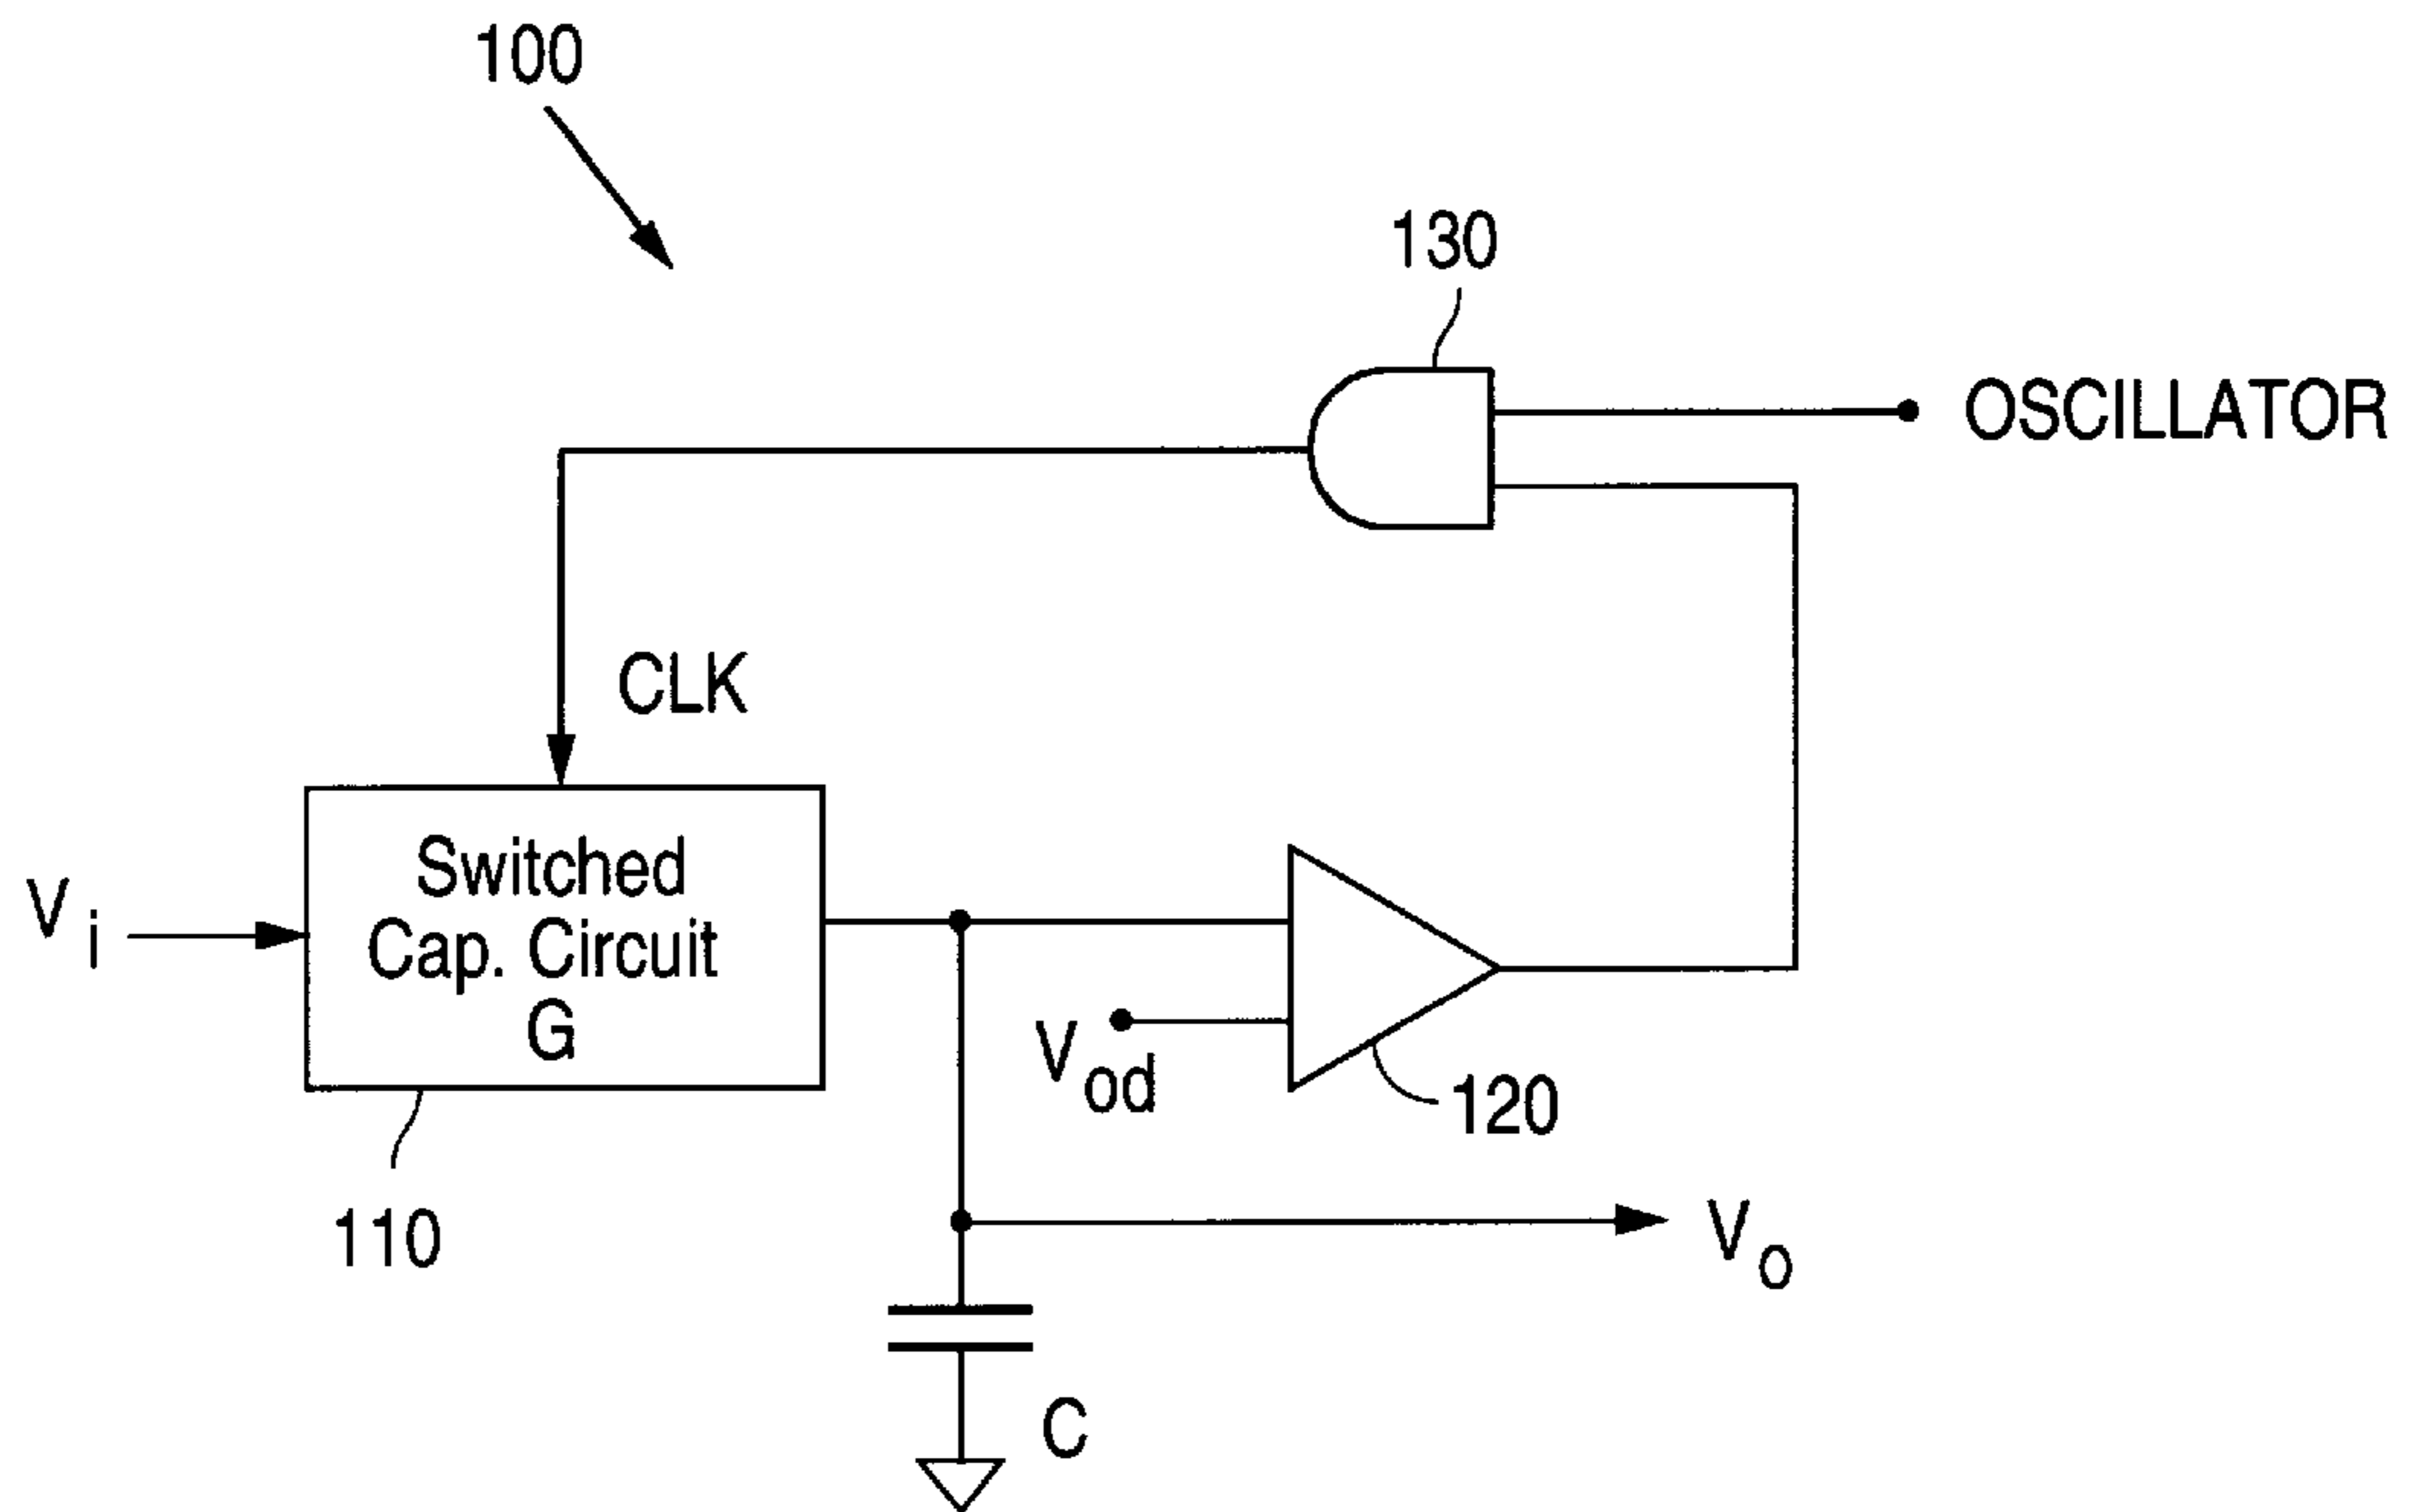 100
130
OSCILLATOR
CLK
Switched
Cap. Circuit
G
Vi
Vod
120
110
Vo
C